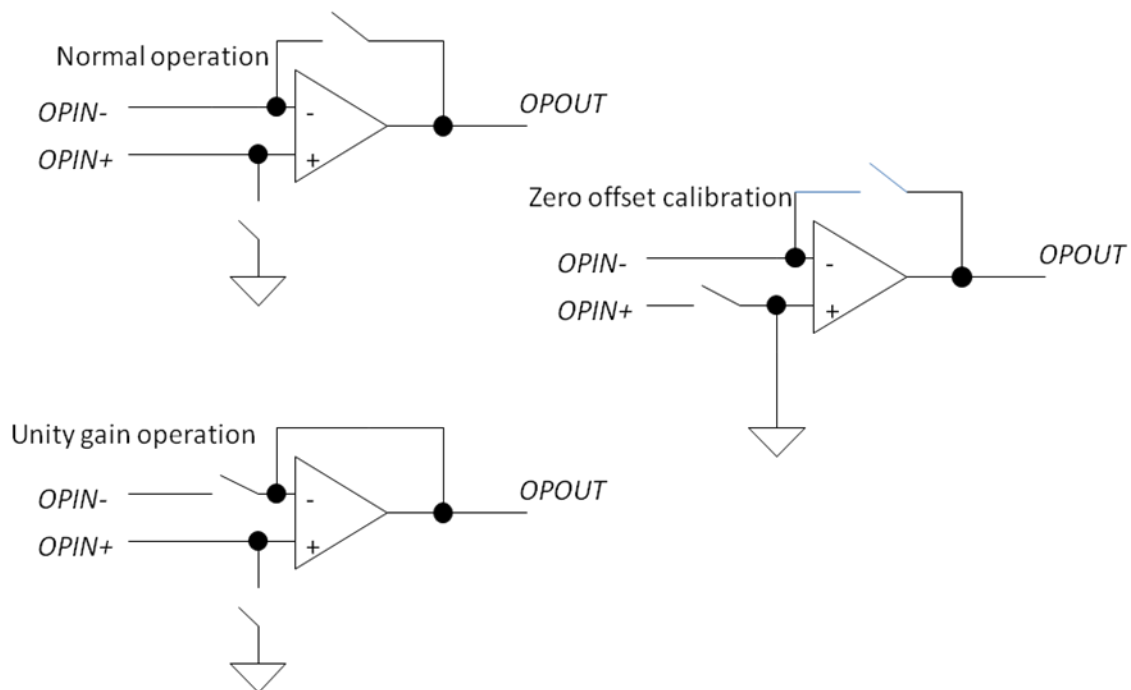 Normal operation
OPIN-
OPIN+
-
+
OPOUT
Zero offset calibration
OPIN-
OPIN+
-
+
OPOUT
Unity gain operation
OPIN-
OPIN+
-
+
OPOUT